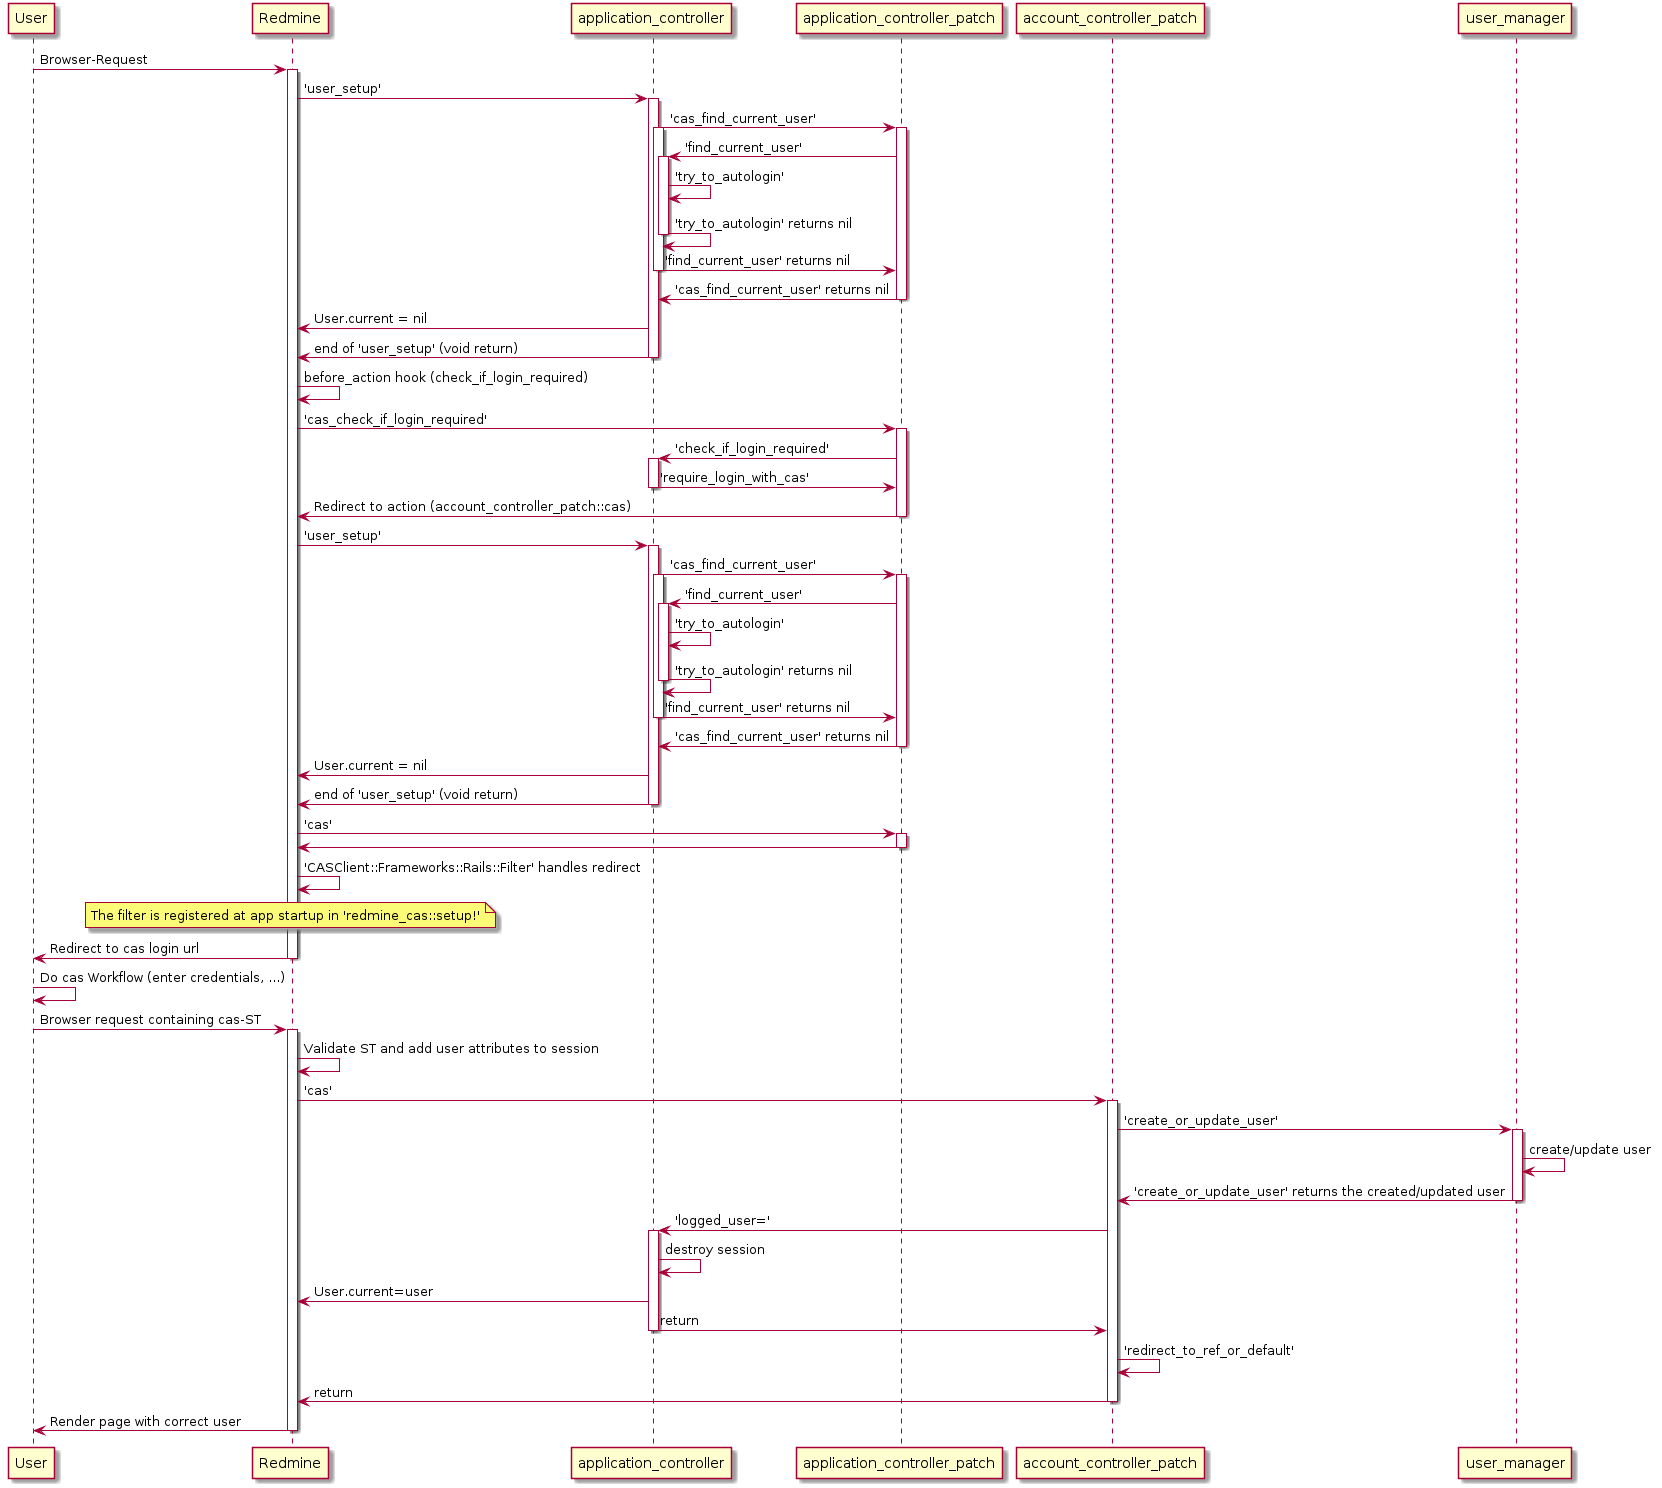 User
Redmine
application_controller
application_controller_patch
account_controller_patch
user_manager
Browser-Request
'user_setup'
'cas_find_current_user'
'find_current_user'
'try_to_autologin'
'try_to_autologin' returns nil
'find_current_user' returns nil
'cas_find_current_user' returns nil
User.current = nil
end of 'user_setup' (void return)
before_action hook (check_if_login_required)
'cas_check_if_login_required'
'check_if_login_required'
'require_login_with_cas'
Redirect to action (account_controller_patch::cas)
'user_setup'
'cas_find_current_user'
'find_current_user'
'try_to_autologin'
'try_to_autologin' returns nil
'find_current_user' returns nil
'cas_find_current_user' returns nil
User.current = nil
end of 'user_setup' (void return)
'cas'
'CASClient::Frameworks::Rails::Filter' handles redirect
The filter is registered at app startup in 'redmine_cas::setup!'
Redirect to cas login url
Do cas Workflow (enter credentials, ...)
Browser request containing cas-ST
Validate ST and add user attributes to session
'cas'
'create_or_update_user'
create/update user
'create_or_update_user' returns the created/updated user
'logged_user='
destroy session
User.current=user
return
'redirect_to_ref_or_default'
return
Render page with correct user
User
Redmine
application_controller
application_controller_patch
account_controller_patch
user_manager